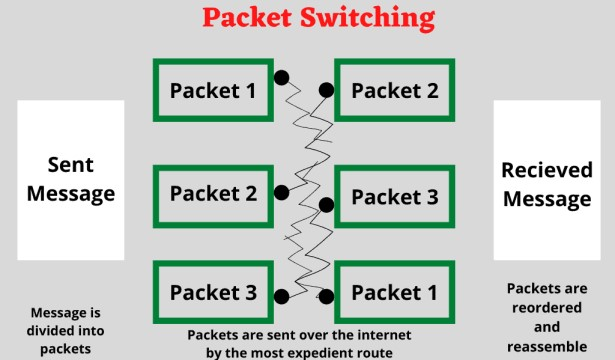 Packet Switching
Sent
Message
Packet 1
Packet 2
Packet 2
Packet 3
Packet 3
Packet 1
Recieved
Message
Message is
divided into
packets
Packets are sent over the internet
by the most expedient route
Packets are
reordered
and
reassemble